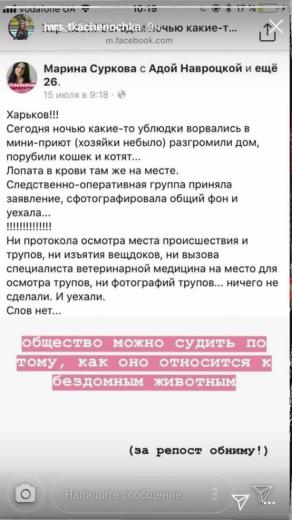 Vodafone UA 10:19 17 %
mrs_tkachenochka 9ч
ночью какие-то...
m.facebook.com
Марина Суркова с Адой Навроцкой и ещё
26.
15 июля в 9:18 ·
Харьков!!!
Сегодня ночью какие-то ублюдки ворвались в
мини-приют (хозяйки небыло) разгромили дом,
порубили кошек и котят...
Лопата в крови там же на месте.
Следственно-оперативная группа приняла
заявление, сфотографировала общий фон и
уехала...
!!!!!!!!!!!!!!
Ни протокола осмотра места происшествия и
трупов, ни изъятия вещдоков, ни вызова
специалиста ветеринарной медицина на место для
осмотра трупов, ни фотографий трупов... ничего не
сделали. И уехали.
Слов нет...
общество можно судить по
тому, как оно относится к
бездомным животным
(за репост обниму!)
Напишите сообщение...